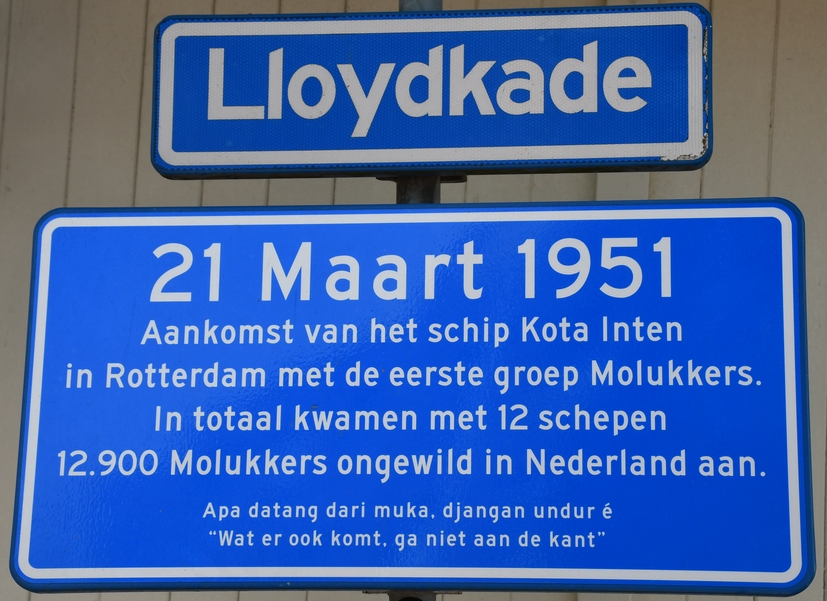 Lloydkade
21 Maart 1951
Aankomst van het schip Kota Inten
in Rotterdam met de eerste groep Molukkers.
In totaal kwamen met 12 schepen
12.900 Molukkers ongewild in Nederland aan.
Apa datang dari muka, djangan undur é
“Wat er ook komt, ga niet aan de kant”